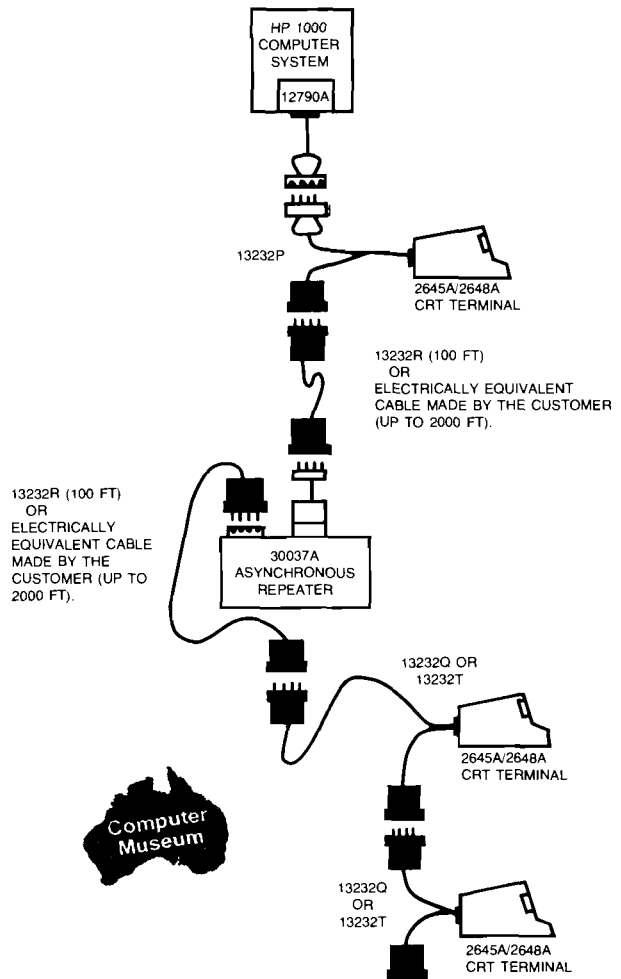 HP 1000
COMPUTER
SYSTEM
12790A
13232P
2645A/2648A
CRT TERMINAL
13232R (100 FT)
OR
ELECTRICALLY EQUIVALENT
CABLE MADE BY THE CUSTOMER
(UP TO 2000 FT).
13232R (100 FT)
OR
ELECTRICALLY
EQUIVALENT CABLE
MADE BY THE
CUSTOMER (UP TO
2000 FT).
30037A
ASYNCHRONOUS
REPEATER
13232Q OR
13232T
2645A/2648A
CRT TERMINAL
Computer
Museum
13232Q
OR
13232T
2645A/2648A
CRT TERMINAL